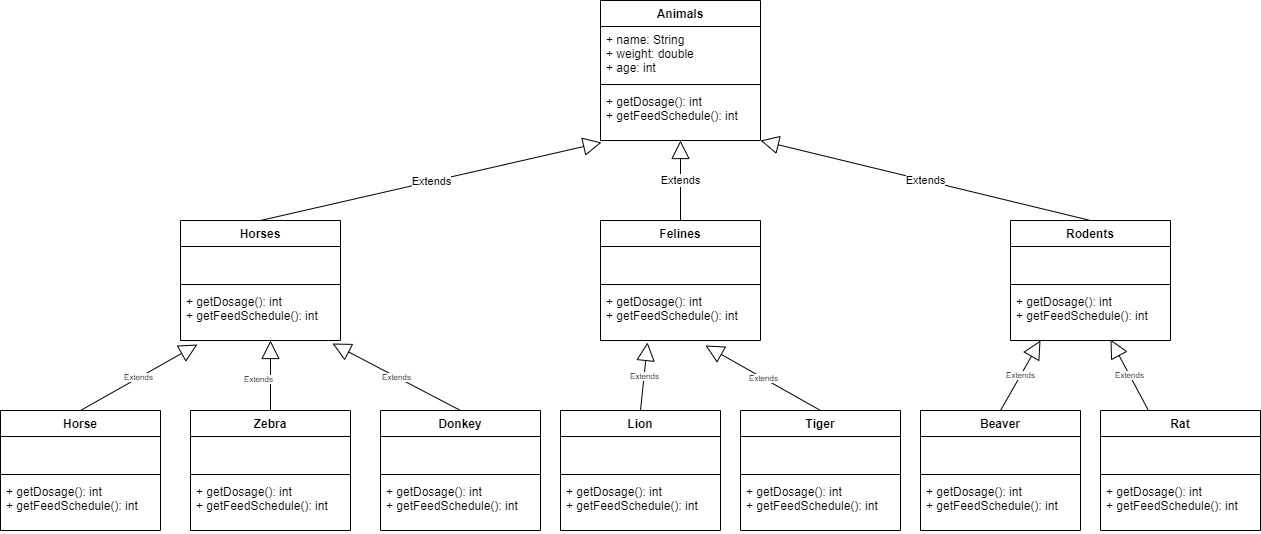 Animals
+ name: String
+ weight: double
+ age: int
+ getDosage(): int
+ getFeedSchedule(): int
Extends
Extends
Extends
Horses
+ getDosage(): int
+ getFeedSchedule(): int
Felines
+ getDosage(): int
+ getFeedSchedule(): int
Rodents
+ getDosage(): int
+ getFeedSchedule(): int
Extends
Extends
Extends
Extends
Extends
Extends
Extends
Horse
+ getDosage(): int
+ getFeedSchedule(): int
Zebra
+ getDosage(): int
+ getFeedSchedule(): int
Donkey
+ getDosage(): int
+ getFeedSchedule(): int
Lion
+ getDosage(): int
+ getFeedSchedule(): int
Tiger
+ getDosage(): int
+ getFeedSchedule(): int
Beaver
+ getDosage(): int
+ getFeedSchedule(): int
Rat
+ getDosage(): int
+ getFeedSchedule(): int